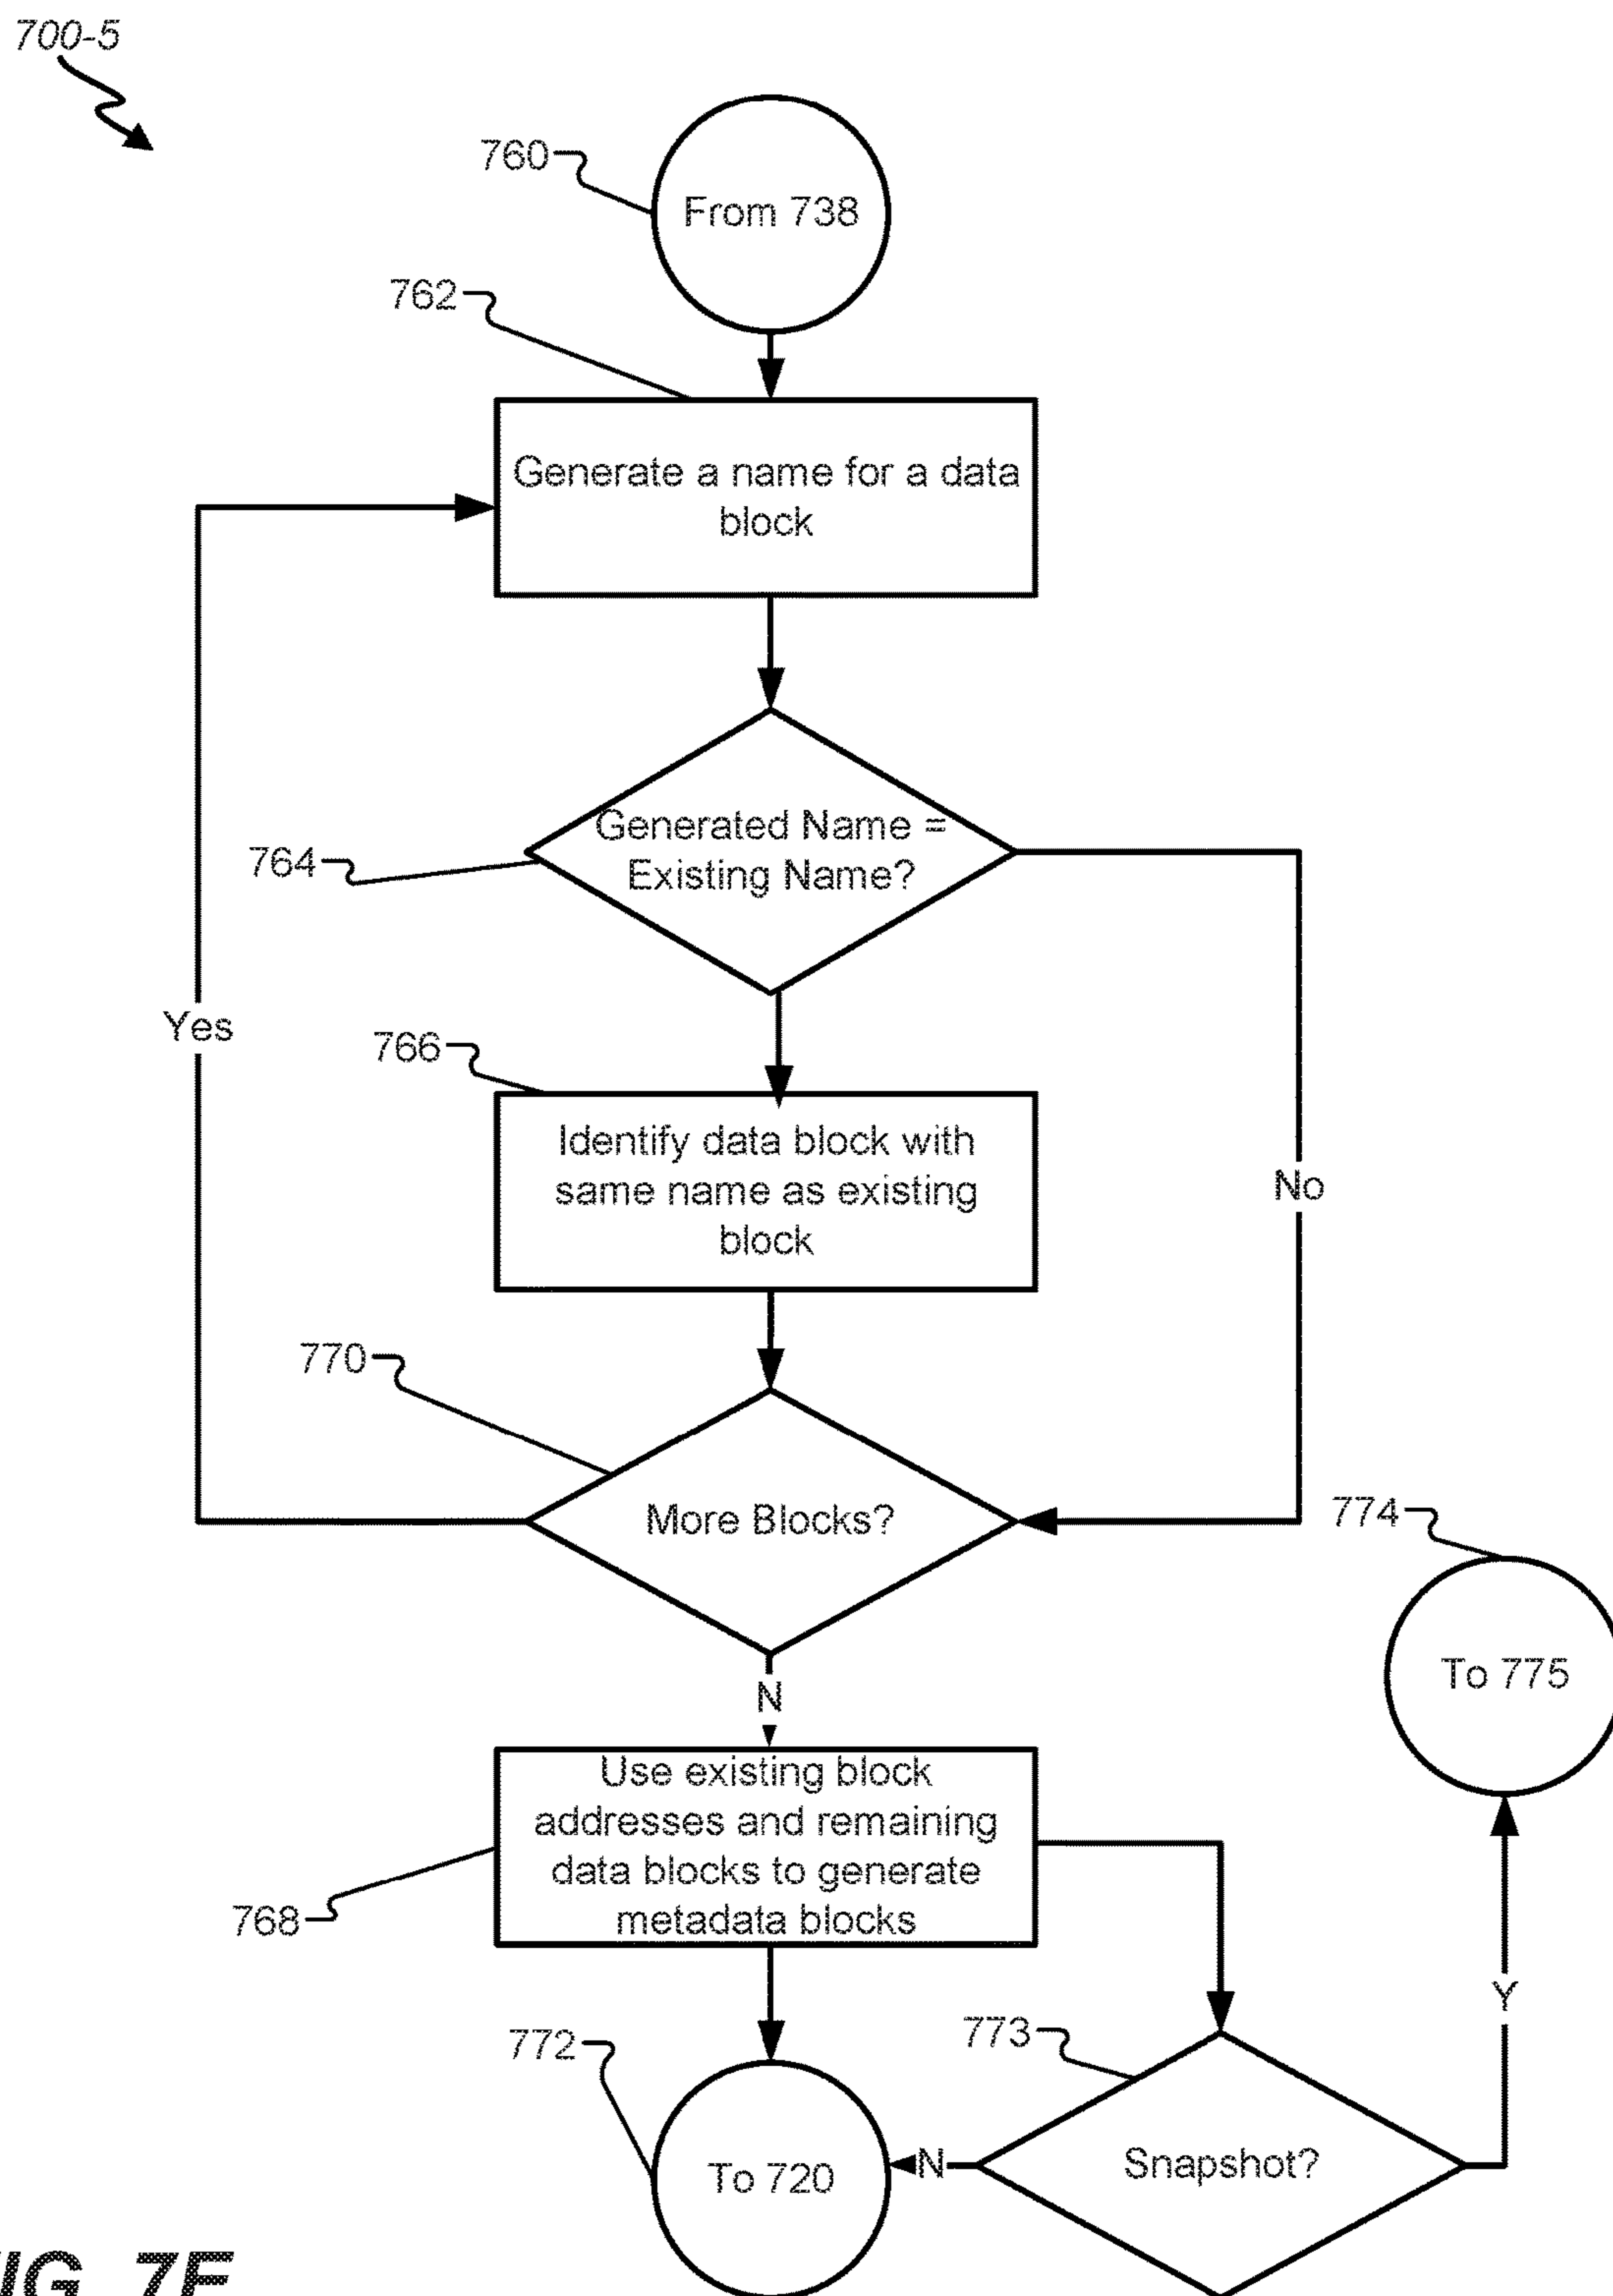 700-5
760
From 738
762
Generate a name for a data
block
764
Generated Name =
Existing Name?
Yes
766
Identify data block with
same name as existing
block
No
770
More Blocks?
774
To 775
N
Use existing block
addresses and remaining
data blocks to generate
metadata blocks
768
Y
772
773
To 720
N
Snapshot?